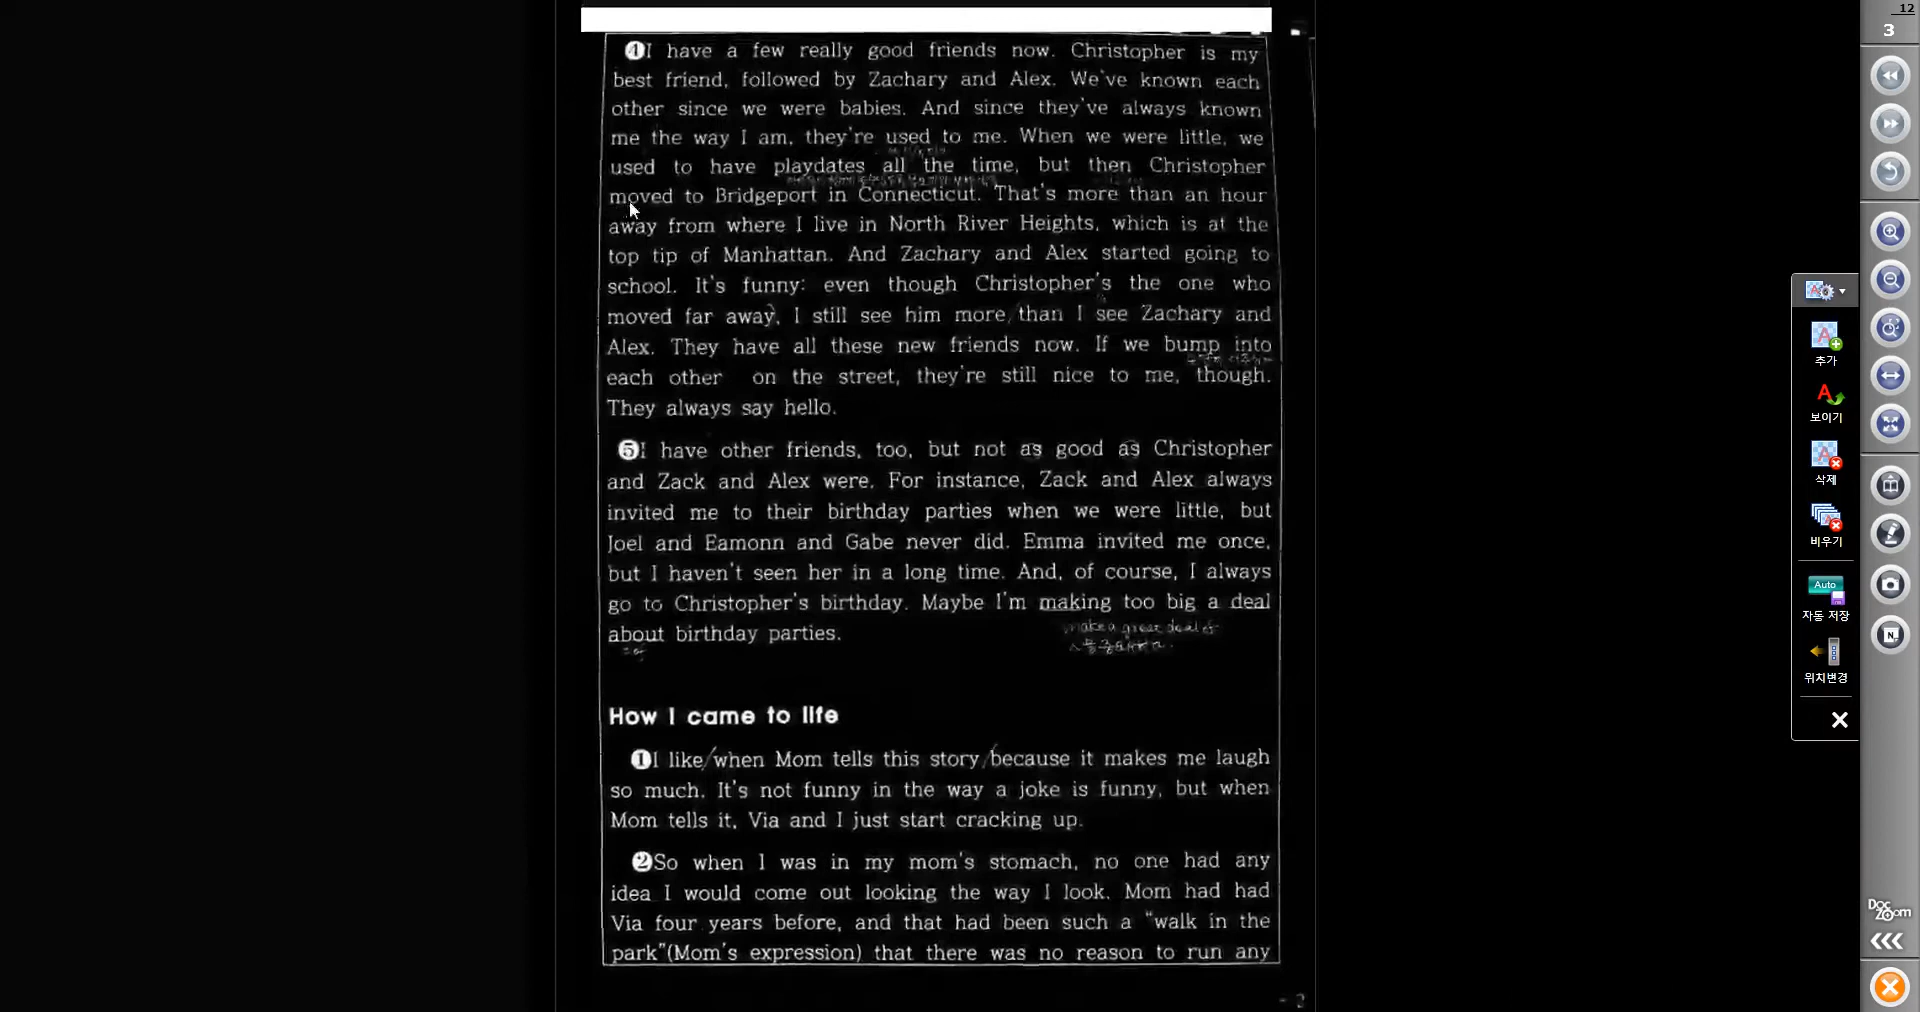 12
3
❹I have a few really good friends now. Christopher is my
best friend, followed by Zachary and Alex. We've known each
other since we were babies. And since they've always known
me the way I am, they're used to me. When we were little, we
used to have playdates all the time, but then Christopher
moved to Bridgeport in Connecticut. That's more than an hour
away from where I live in North River Heights, which is at the
top tip of Manhattan. And Zachary and Alex started going to
school. It's funny: even though Christopher's the one who
moved far away, I still see him more than I see Zachary and
Alex. They have all these new friends now. If we bump into
each other on the street, they're still nice to me, though.
They always say hello.
❺I have other friends, too, but not as good as Christopher
and Zack and Alex were. For instance, Zack and Alex always
invited me to their birthday parties when we were little, but
Joel and Eamonn and Gabe never did. Emma invited me once,
but I haven't seen her in a long time. And, of course, I always
go to Christopher's birthday. Maybe I'm making too big a deal
about birthday parties.
make a great deal of
How I came to life
❶I like/when Mom tells this story/because it makes me laugh
so much. It's not funny in the way a joke is funny, but when
Mom tells it, Via and I just start cracking up.
❷So when I was in my mom's stomach, no one had any
idea I would come out looking the way I look. Mom had had
Via four years before, and that had been such a "walk in the
park"(Mom's expression) that there was no reason to run any
추가
보이기
삭제
비우기
Auto
자동 저장
위치변경
Doc
Zoom